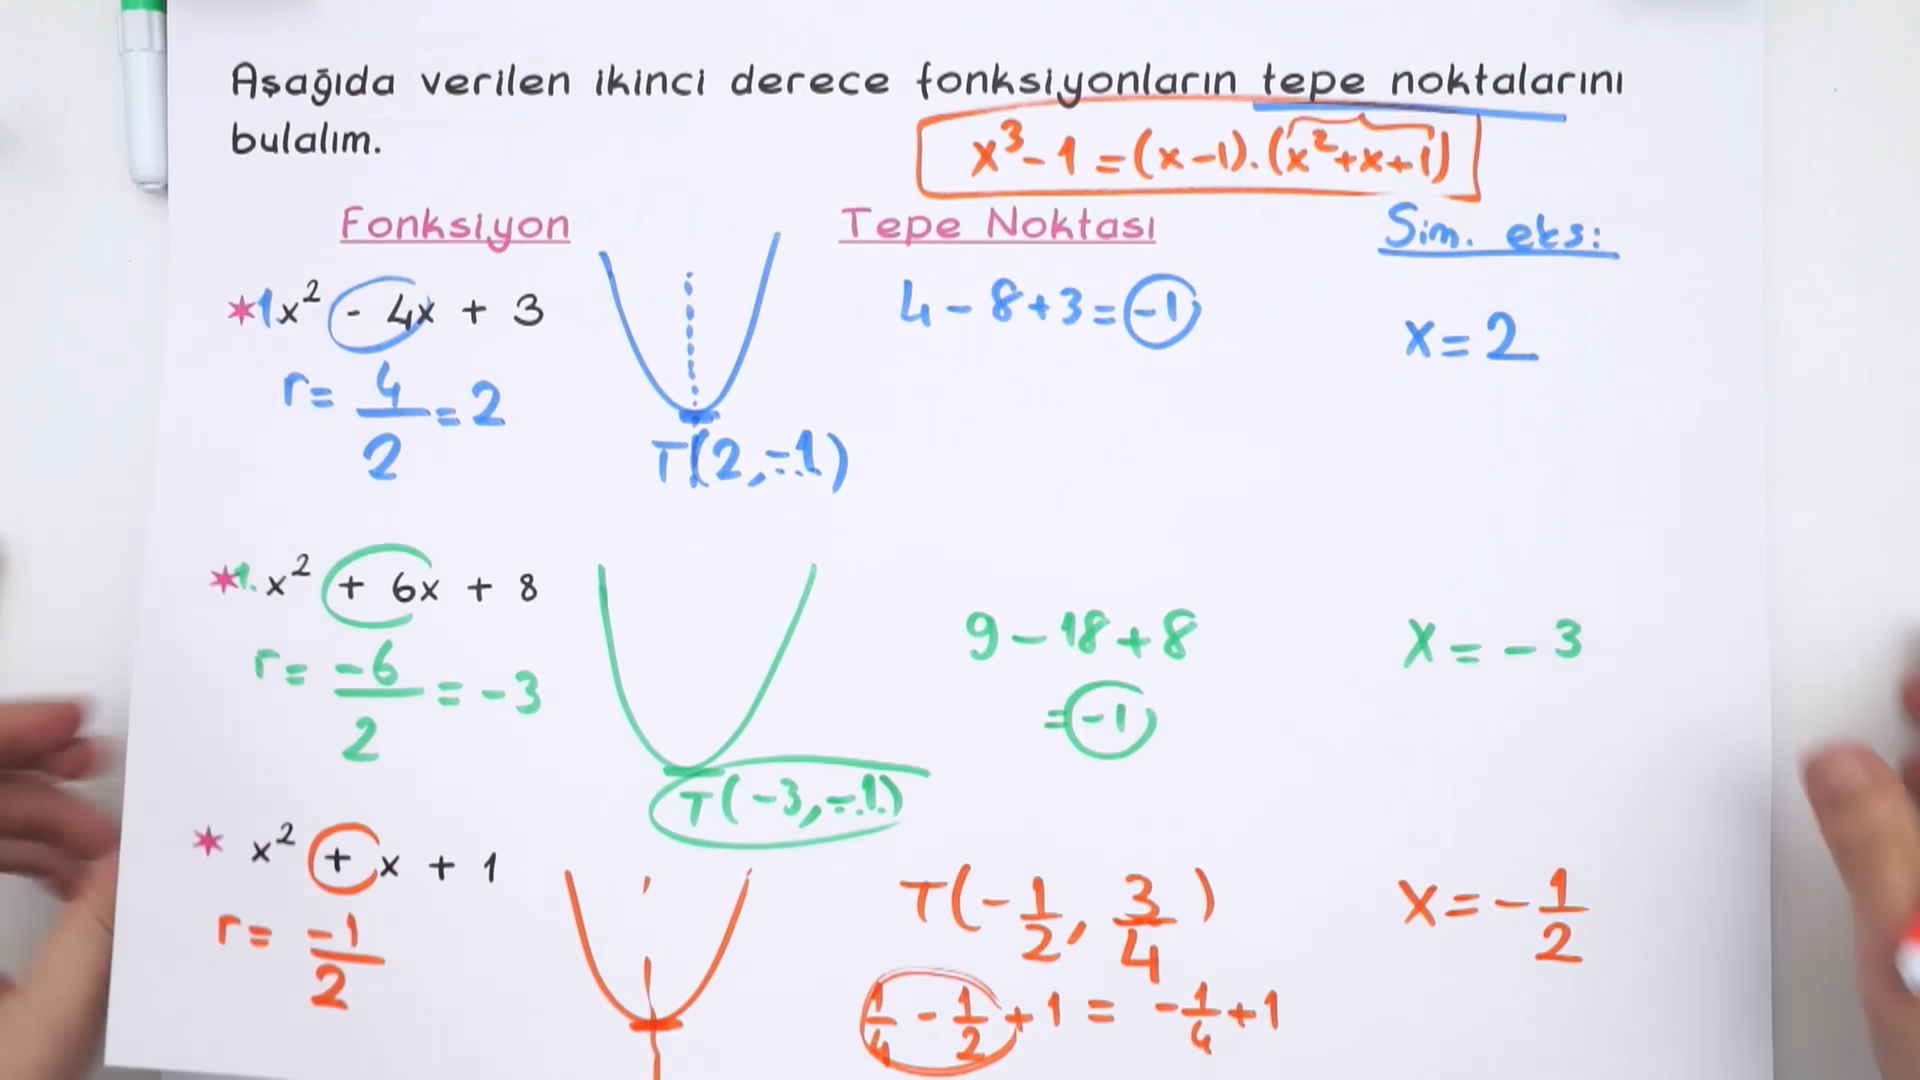 Aşağıda verilen ikinci derece fonksiyonların tepe noktalarını
bulalım.
x³ - 1 = (x - 1) . (x² + x + 1)
Fonksiyon
Tepe Noktası
Sim. eks:
*1x² - 4x + 3
4 - 8 + 3 = -1
x = 2
r = 4/2 = 2
T(2, -1)
*1. x² + 6x + 8
9 - 18 + 8
= -1
x = - 3
r = -6/2 = -3
T(-3, -1)
* x² + x + 1
r = -1/2
T(-1/2, 3/4)
x = - 1/2
1/4 - 1/2 + 1 = - 1/4 + 1